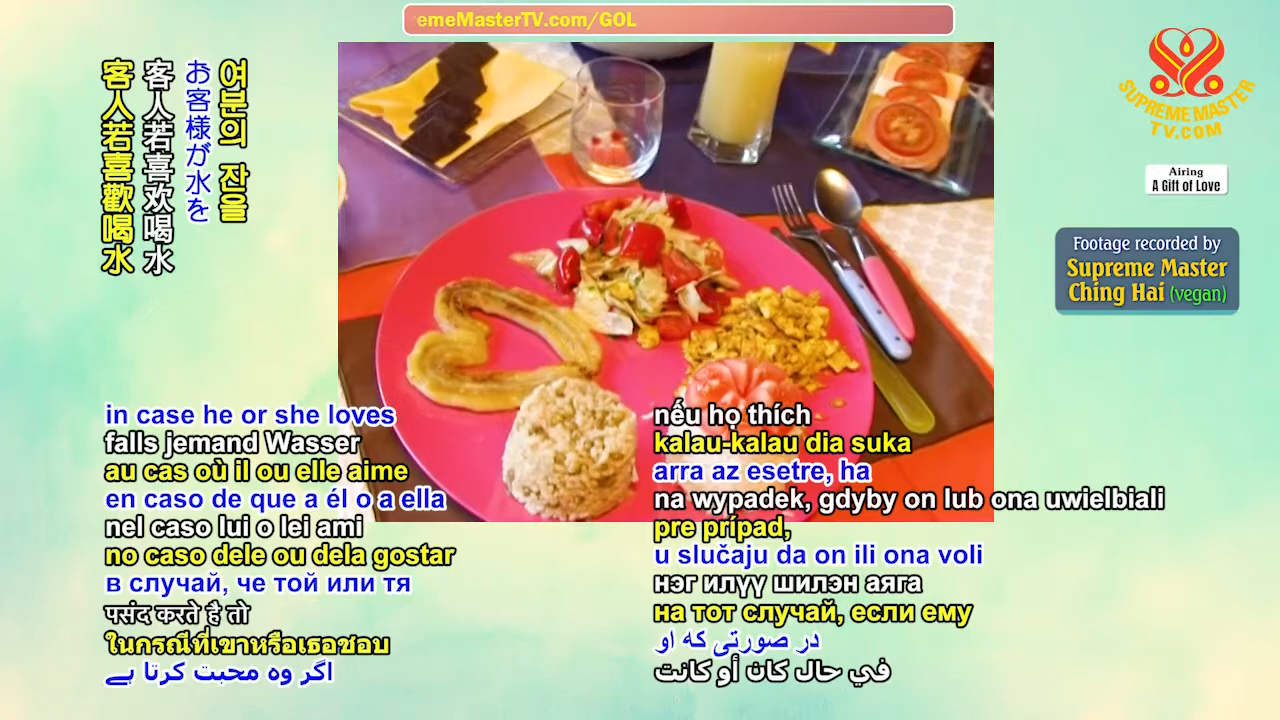 emeMasterTV.com/GOL
SUPREME MASTER
TV.COM
Airing
A Gift of Love
Footage recorded by
Supreme Master
Ching Hai (vegan)
여분의 잔을
お客様が水を
客人若喜欢喝水
客人若喜歡喝水
in case he or she loves
falls jemand Wasser
au cas où il ou elle aime
en caso de que a él o a ella
nel caso lui o lei ami
no caso dele ou dela gostar
в случай, че той или тя
पसंद करते है तो
ในกรณีที่เขาหรือเธอชอบ
اگر وہ محبت کرتا ہے
nếu họ thích
kalau-kalau dia suka
arra az esetre, ha
na wypadek, gdyby on lub ona uwielbiali
pre prípad,
u slučaju da on ili ona voli
нэг илүү шилэн аяга
на тот случай, если ему
در صورتی که او
في حال كان أو كانت